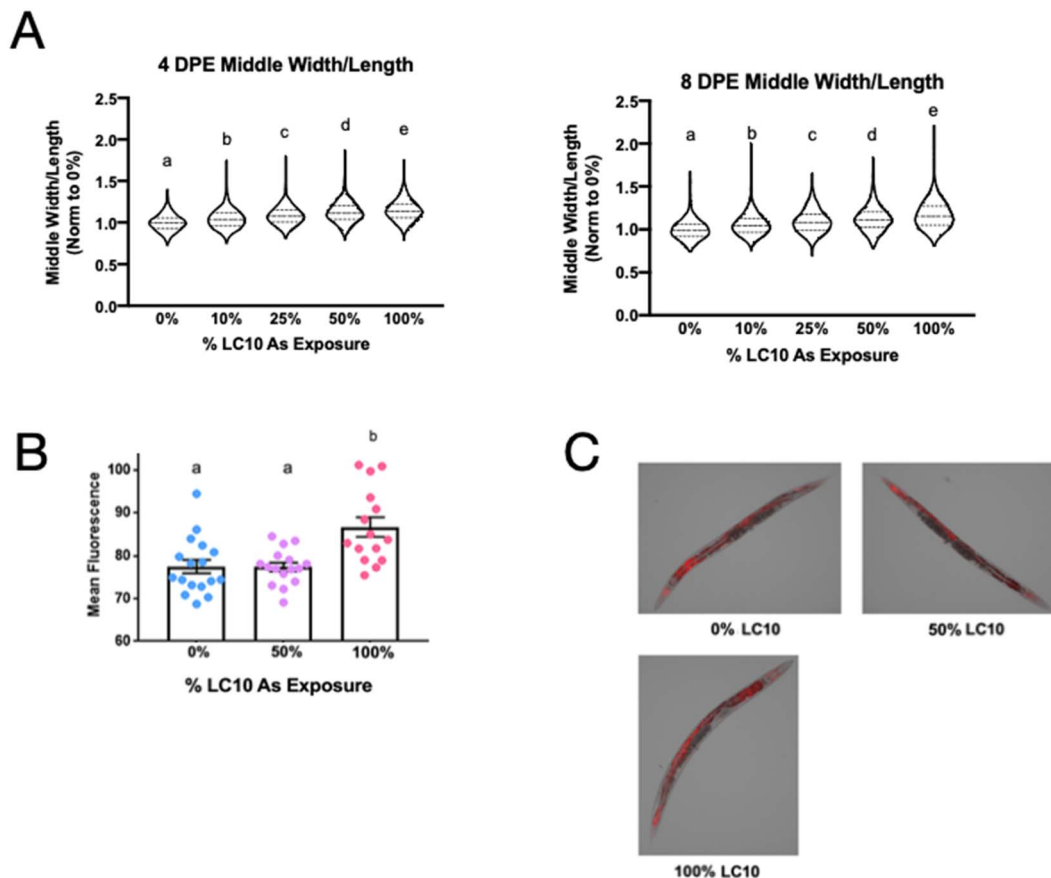 A
4 DPE Middle Width/Length
Middle Width/Length
(Norm to 0%)
2.5
2.0
1.5
1.0
0.5
0.0
a
b
c
d
e
0% 10% 25% 50% 100%
% LC10 As Exposure
8 DPE Middle Width/Length
Middle Width/Length
(Norm to 0%)
2.5
2.0
1.5
1.0
0.5
0.0
a
b
c
d
e
0% 10% 25% 50% 100%
% LC10 As Exposure
B
Mean Fluorescence
100
90
80
70
60
a
a
b
0% 50% 100%
% LC10 As Exposure
C
0% LC10
50% LC10
100% LC10